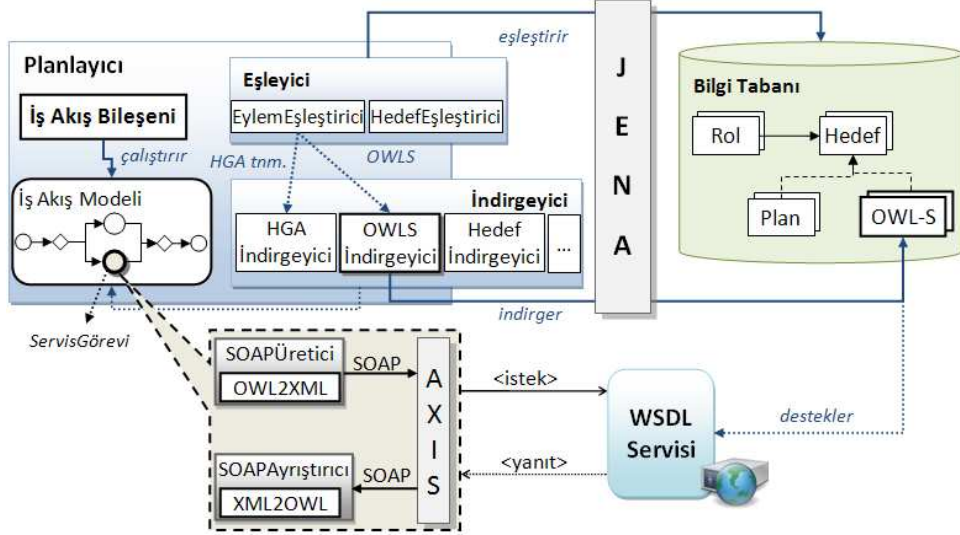 eşleştirir
Planlayıcı
Eşleyici
EylemEşleştirici
HedefEşleştirici
İş Akış Bileşeni
çalıştırır
HGA tnm.
OWLS
İş Akış Modeli
İndirgeyici
HGA
İndirgeyici
OWLS
İndirgeyici
Hedef
İndirgeyici
...
J
E
N
A
Bilgi Tabanı
Rol
Hedef
Plan
OWL-S
indirger
ServisGörevi
SOAPÜretici
OWL2XML
SOAP
A
X
I
S
<istek>
WSDL
Servisi
destekler
<yanıt>
SOAPAyrıştırıcı
XML2OWL
SOAP